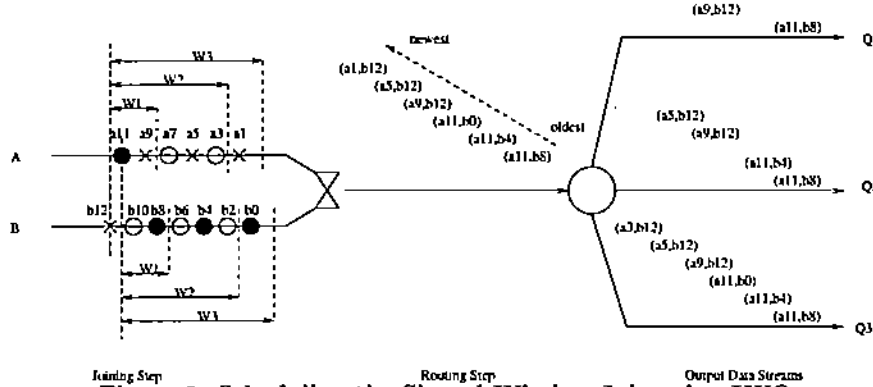 (a9,b12)
(a11,b8)
Q
newest
W3
(a1,b12)
W2
(a5,b12)
W1
(a9,b12)
(a5,b12)
a11 a9 a7 a5 a3 a1
(a11,b0)
oldest
(a9,b12)
(a11,b4)
A
(a11,b8)
(a11,b4)
(a11,b8)
Q
b12 b10 b8 b6 b4 b2 b0
B
(a3,b12)
(a5,b12)
W1
(a9,b12)
W2
(a11,b0)
(a11,b4)
W3
(a11,b8)
Q3
Joining Step
Routing Step
Output Data Streams